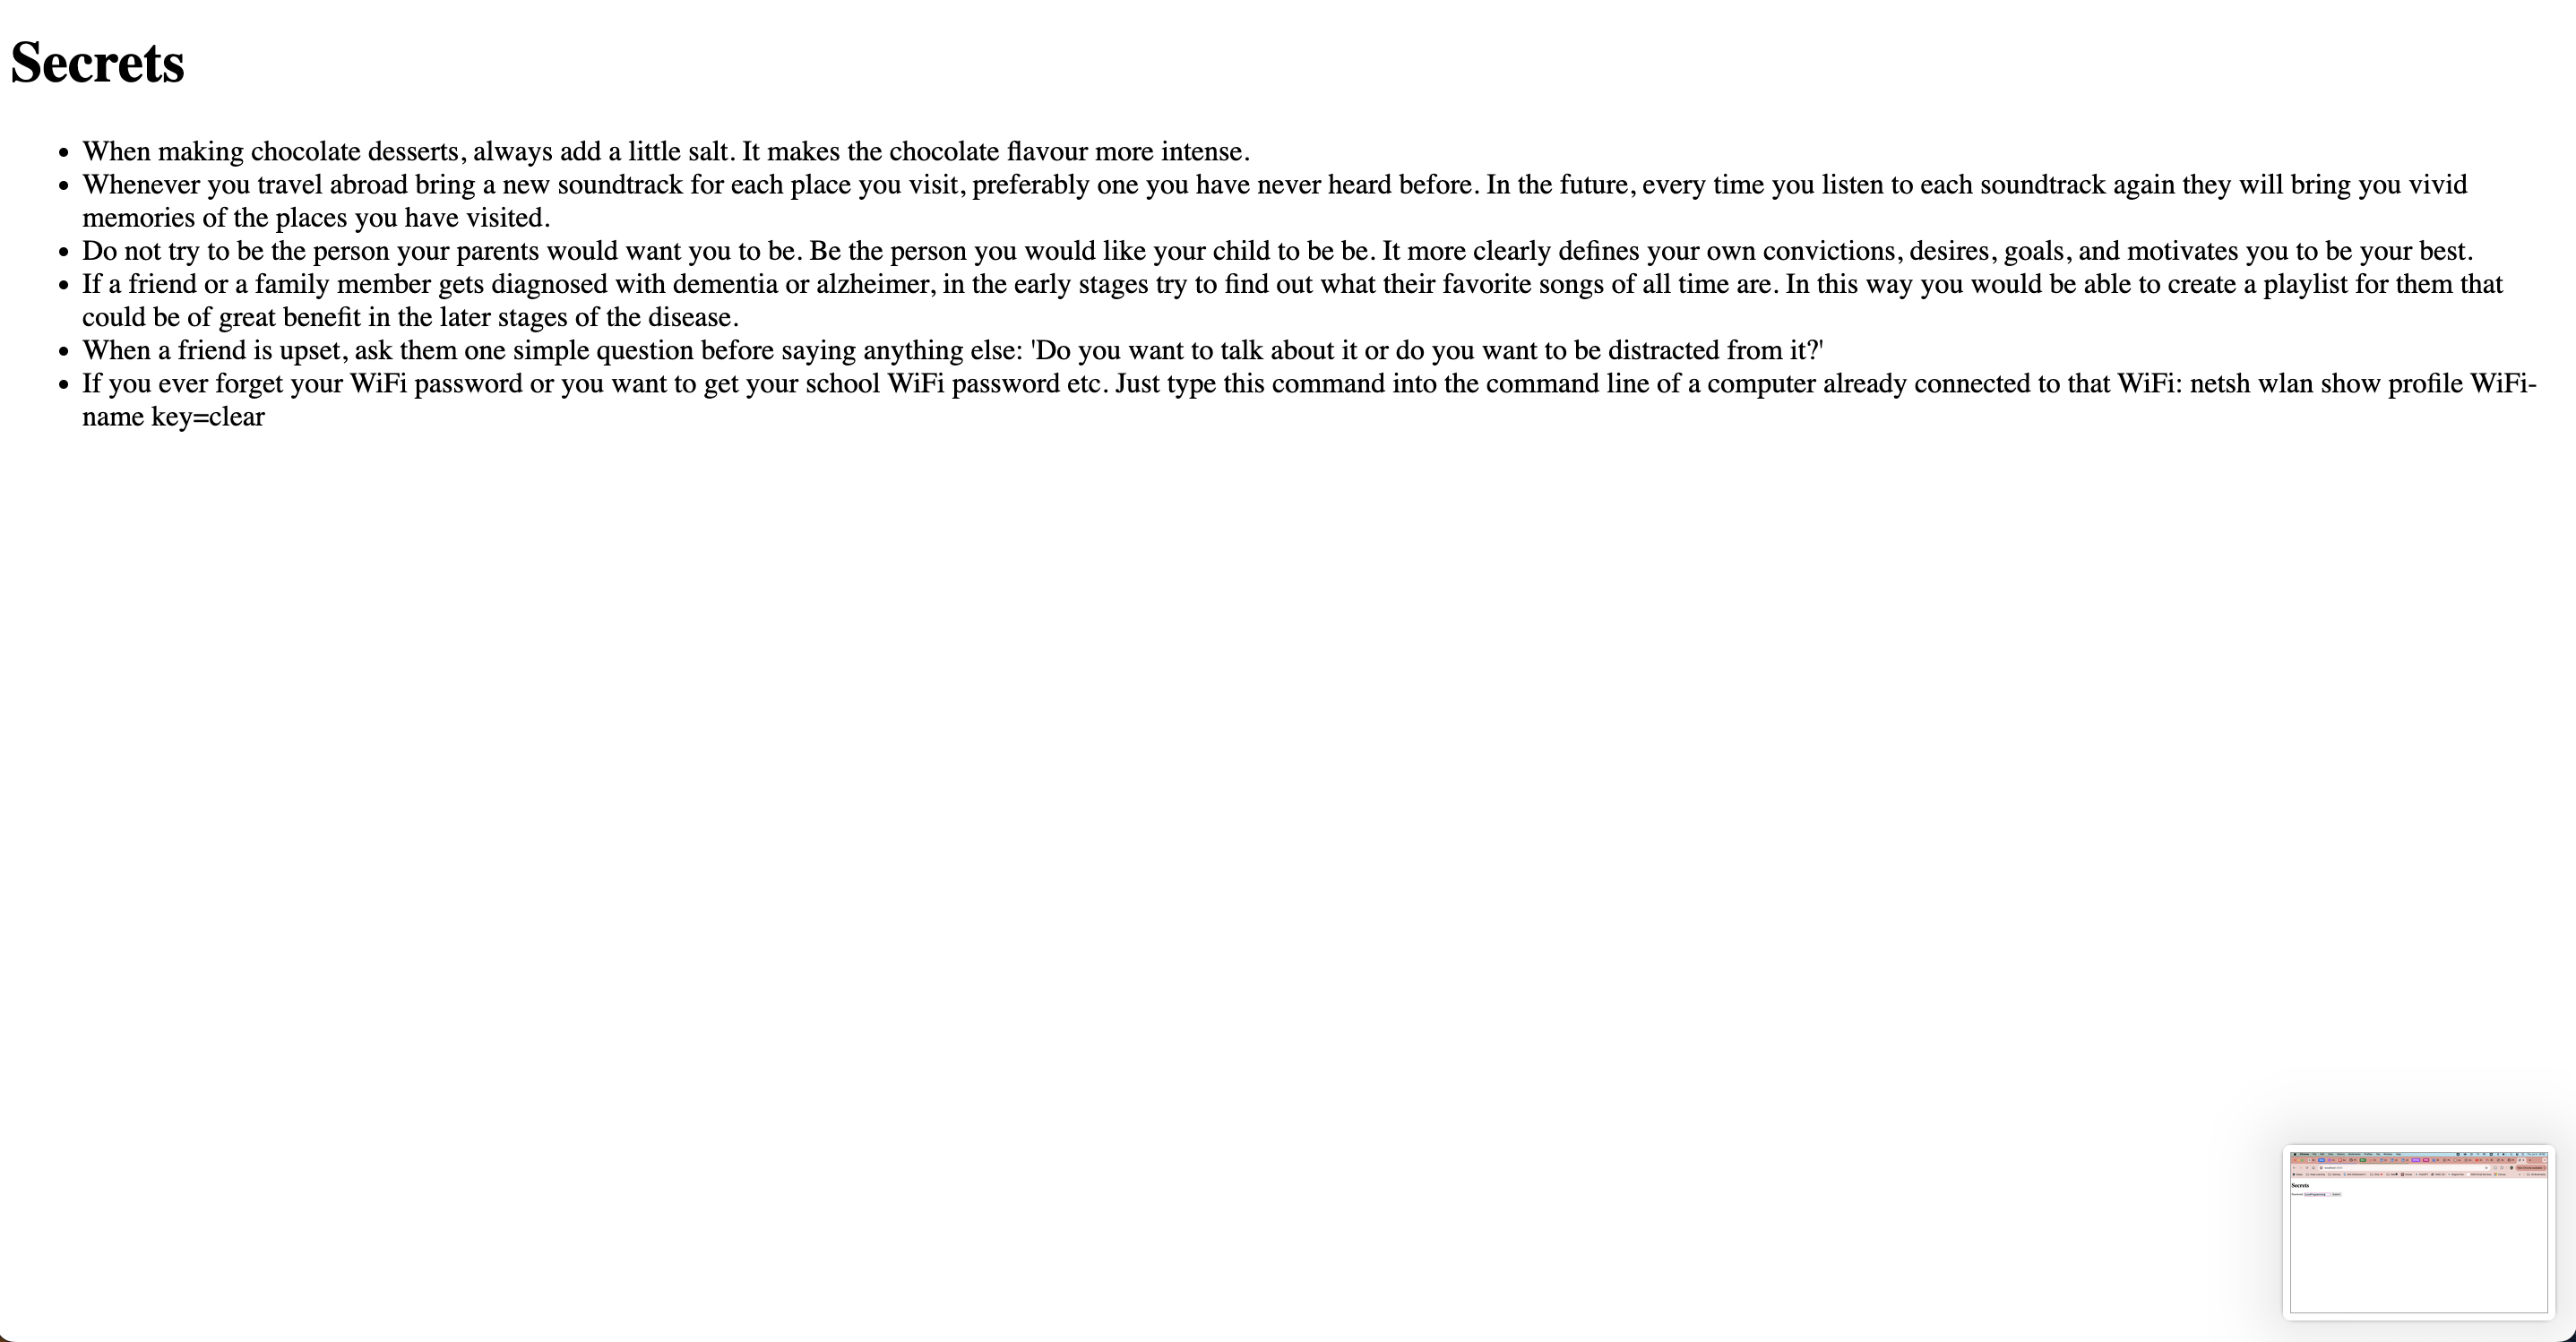 Secrets
When making chocolate desserts, always add a little salt. It makes the chocolate flavour more intense.
Whenever you travel abroad bring a new soundtrack for each place you visit, preferably one you have never heard before. In the future, every time you listen to each soundtrack again they will bring you vivid
memories of the places you have visited.
Do not try to be the person your parents would want you to be. Be the person you would like your child to be be. It more clearly defines your own convictions, desires, goals, and motivates you to be your best.
If a friend or a family member gets diagnosed with dementia or alzheimer, in the early stages try to find out what their favorite songs of all time are. In this way you would be able to create a playlist for them that
could be of great benefit in the later stages of the disease.
When a friend is upset, ask them one simple question before saying anything else: 'Do you want to talk about it or do you want to be distracted from it?'
If you ever forget your WiFi password or you want to get your school WiFi password etc. Just type this command into the command line of a computer already connected to that WiFi: netsh wlan show profile WiFi-
name key=clear
Secrets